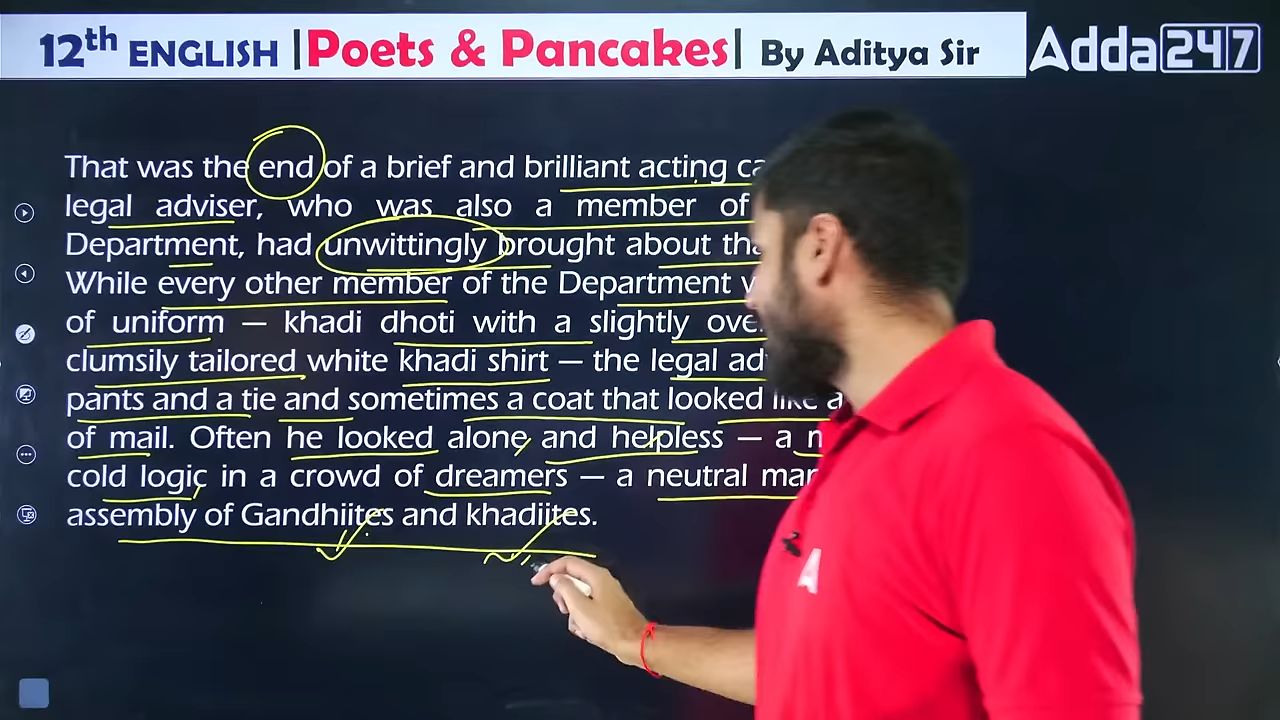 12th ENGLISH |Poets & Pancakes| By Aditya Sir
Adda247
That was the end of a brief and brilliant acting
legal adviser, who was also a member of
Department, had unwittingly brought about
While every other member of the Department
of uniform — khadi dhoti with a slightly
clumsily tailored white khadi shirt — the legal
pants and a tie and sometimes a coat that looked like a
of mail. Often he looked alone and helpless — a
cold logic in a crowd of dreamers — a neutral
assembly of Gandhiites and khadiites.
A